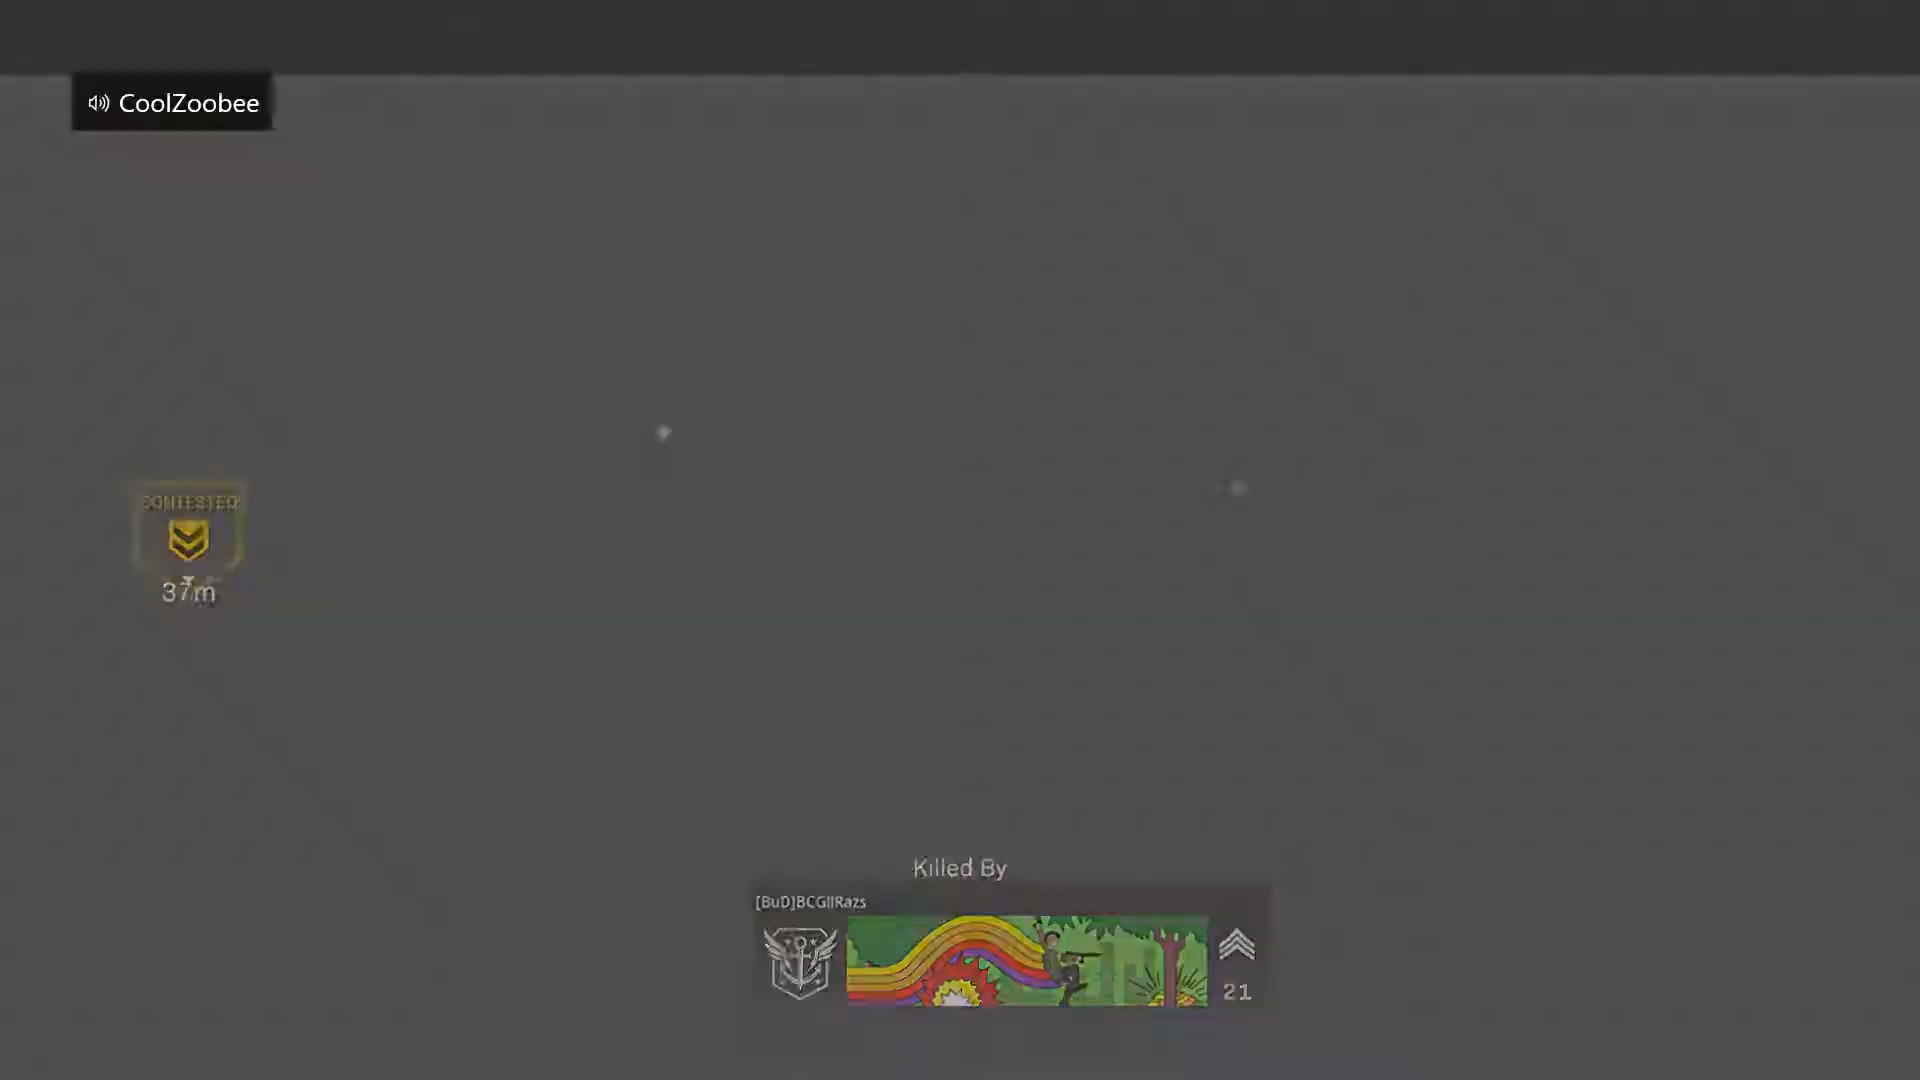 CoolZoobee
CONTESTED
37m
Killed By
[BuD]BCGIIRazs
21